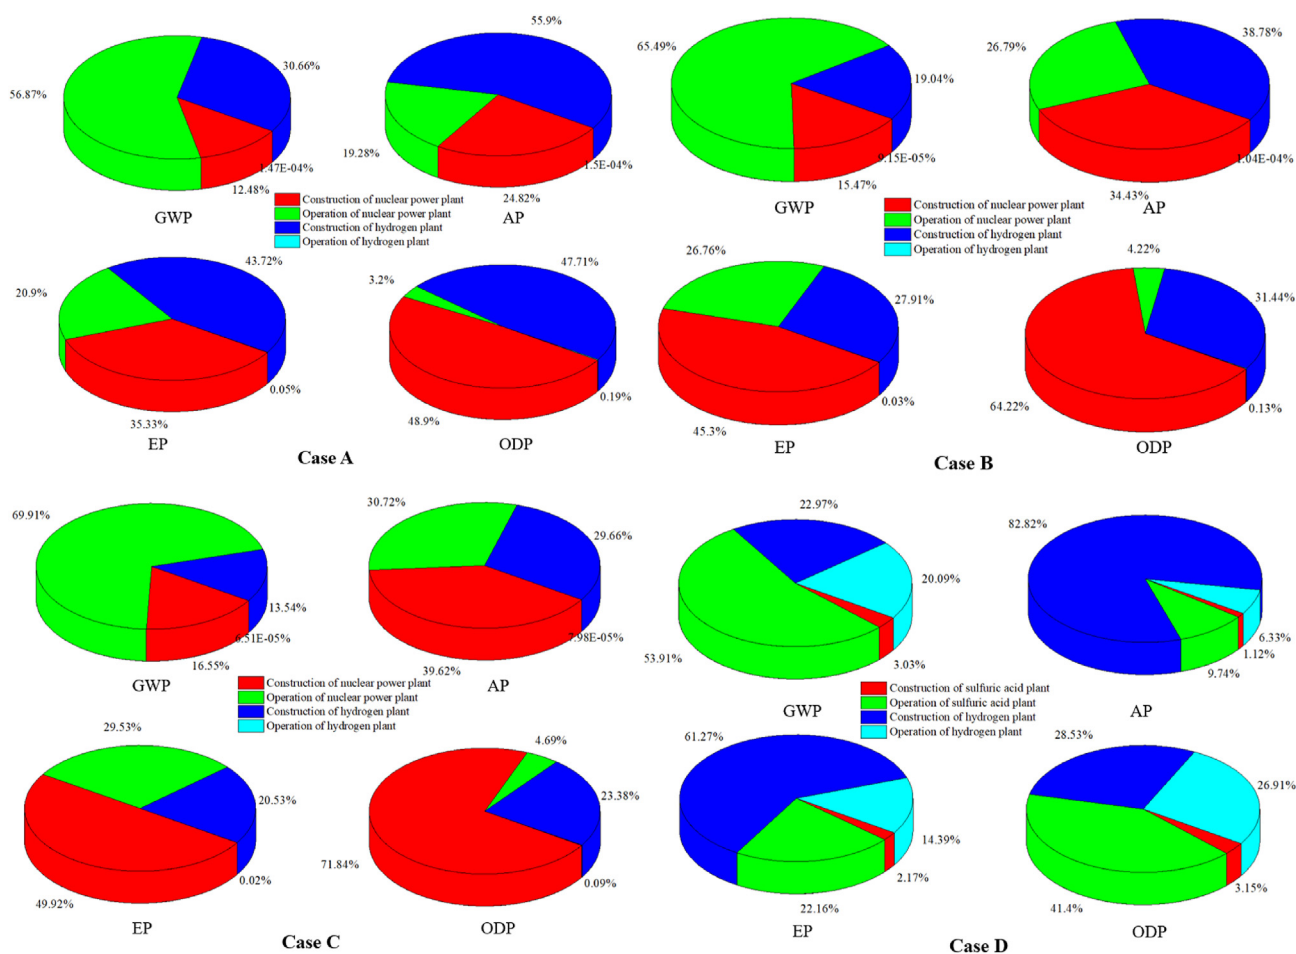 55.9%
30.66%
56.87%
19.28%
1.47E-04%
12.48%
1.5E-04%
24.82%
GWP
AP
Construction of nuclear power plant
Operation of nuclear power plant
Construction of hydrogen plant
Operation of hydrogen plant
43.72%
20.9%
0.05%
35.33%
EP
47.71%
3.2%
0.19%
48.9%
ODP
Case A
65.49%
19.04%
9.15E-05%
15.47%
GWP
38.78%
26.79%
1.04E-04%
34.43%
AP
Construction of nuclear power plant
Operation of nuclear power plant
Construction of hydrogen plant
Operation of hydrogen plant
26.76%
27.91%
0.03%
45.3%
EP
4.22%
31.44%
64.22%
0.13%
ODP
Case B
69.91%
13.54%
6.51E-05%
16.55%
GWP
30.72%
29.66%
7.98E-05%
39.62%
AP
Construction of nuclear power plant
Operation of nuclear power plant
Construction of hydrogen plant
Operation of hydrogen plant
29.53%
20.53%
0.02%
49.92%
EP
4.69%
23.38%
71.84%
0.09%
ODP
Case C
22.97%
20.09%
53.91%
3.03%
GWP
82.82%
6.33%
1.12%
9.74%
AP
Construction of sulfuric acid plant
Operation of sulfuric acid plant
Construction of hydrogen plant
Operation of hydrogen plant
61.27%
14.39%
2.17%
22.16%
EP
28.53%
26.91%
3.15%
41.4%
ODP
Case D